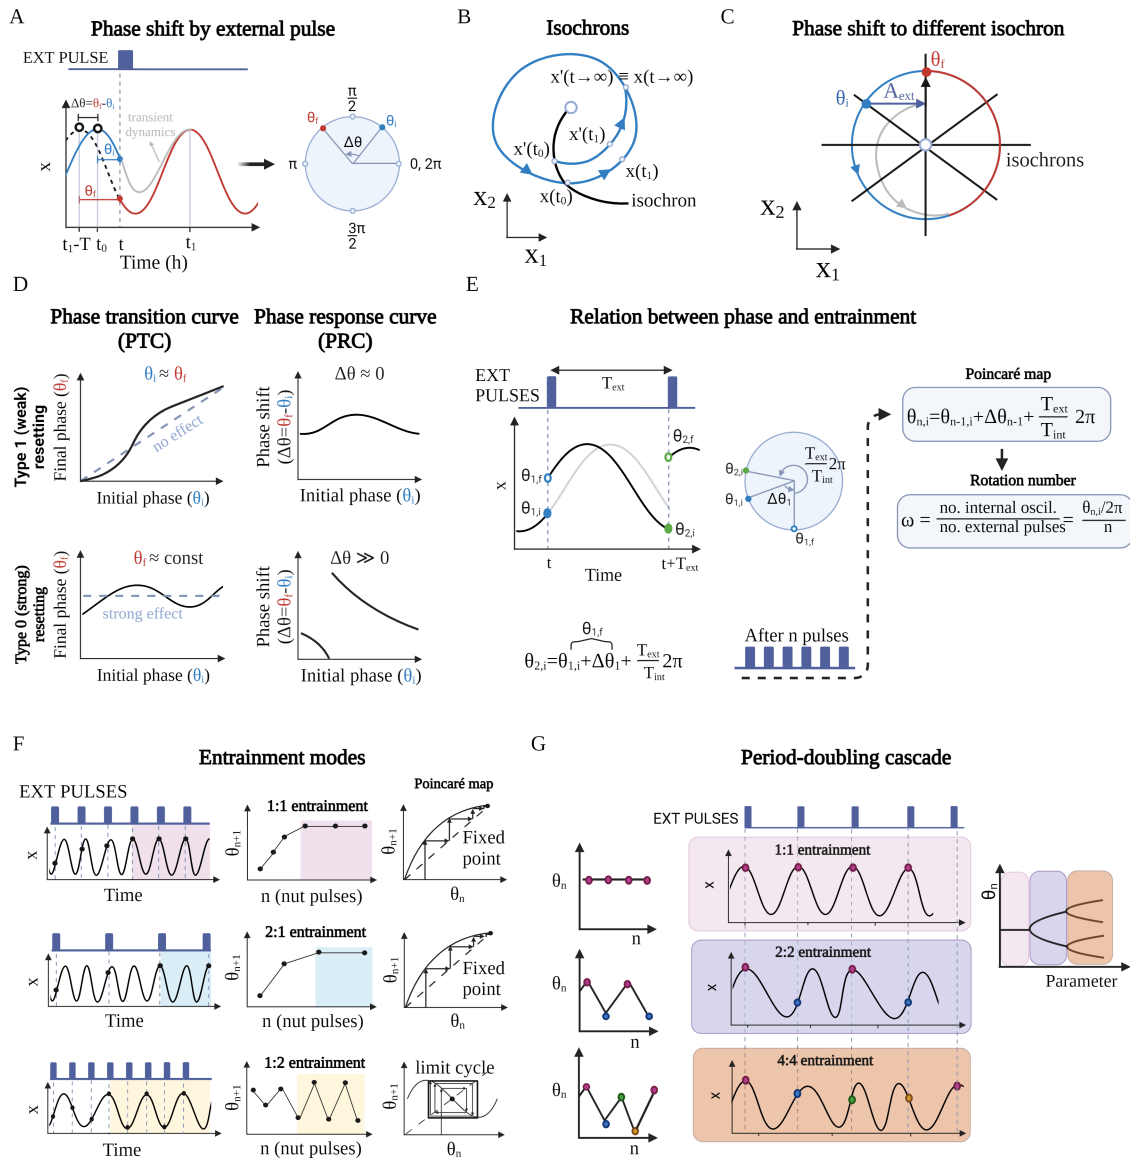 A
Phase shift by external pulse
EXT PULSE
Δθ=θf-θi
transient
dynamics
θi
θf
x
t1-T
t0
t
t1
Time (h)
π
2
θf
θi
Δθ
π
0, 2π
3π
2
B
Isochrons
x'(t→∞) ≡ x(t→∞)
x'(t1)
x'(t0)
x(t1)
x(t0)
isochron
x2
x1
C
Phase shift to different isochron
θf
θi
Aext
isochrons
x2
x1
D
Phase transition curve
(PTC)
Phase response curve
(PRC)
Type 1 (weak)
resetting
Final phase (θf)
θi ≈ θf
no effect
Initial phase (θi)
Phase shift
(Δθ=θf-θi)
Δθ ≈ 0
Initial phase (θi)
Type 0 (strong)
resetting
Final phase (θf)
θf ≈ const
strong effect
Initial phase (θi)
Phase shift
(Δθ=θf-θi)
Δθ ≫ 0
Initial phase (θi)
E
Relation between phase and entrainment
EXT
PULSES
Text
x
θ1,f
θ1,i
θ2,f
θ2,i
t
Time
t+Text
θ2,i
θ1,i
Δθ1
θ1,f
Text
Tint
2π
θ1,f
θ2,i=θ1,i+Δθ1+ Text/Tint 2π
After n pulses
Poincaré map
θn,i=θn-1,i+Δθn-1+ Text/Tint 2π
Rotation number
ω = no. internal oscil./no. external pulses = θn,i/2π/n
F
Entrainment modes
EXT PULSES
x
Time
1:1 entrainment
θn+1
n (nut pulses)
Poincaré map
θn+1
Fixed
point
θn
x
Time
2:1 entrainment
θn+1
n (nut pulses)
θn+1
Fixed
point
θn
x
Time
1:2 entrainment
θn+1
n (nut pulses)
limit cycle
θn+1
θn
G
Period-doubling cascade
EXT PULSES
θn
n
1:1 entrainment
x
θn
n
2:2 entrainment
x
θn
n
4:4 entrainment
x
θn
Parameter